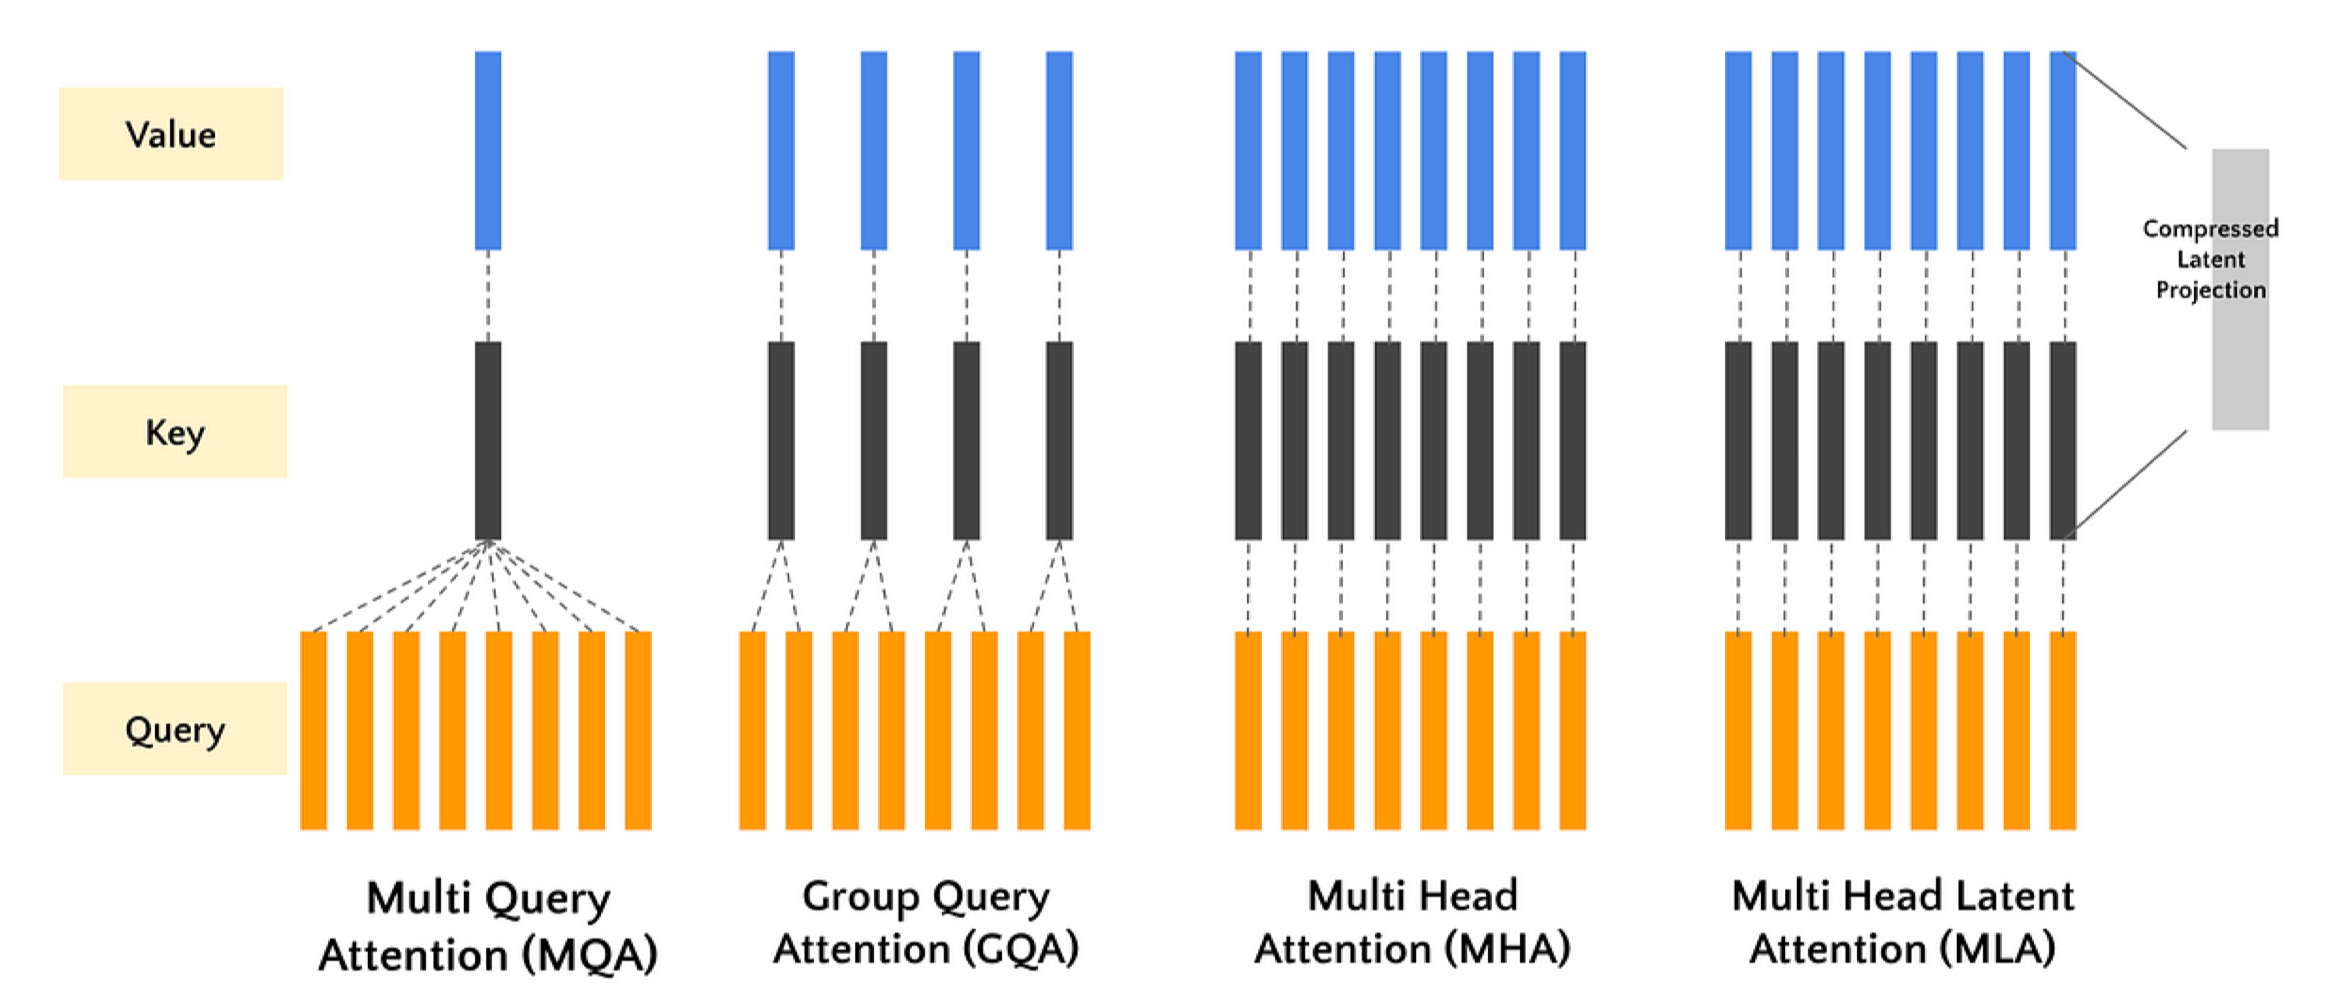 Value
Compressed
Latent
Projection
Key
Query
Multi Query
Attention (MQA)
Group Query
Attention (GQA)
Multi Head
Attention (MHA)
Multi Head Latent
Attention (MLA)